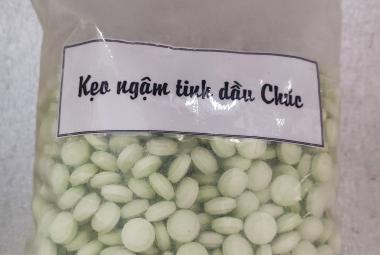 Kẹo ngậm tinh dầu Chúc